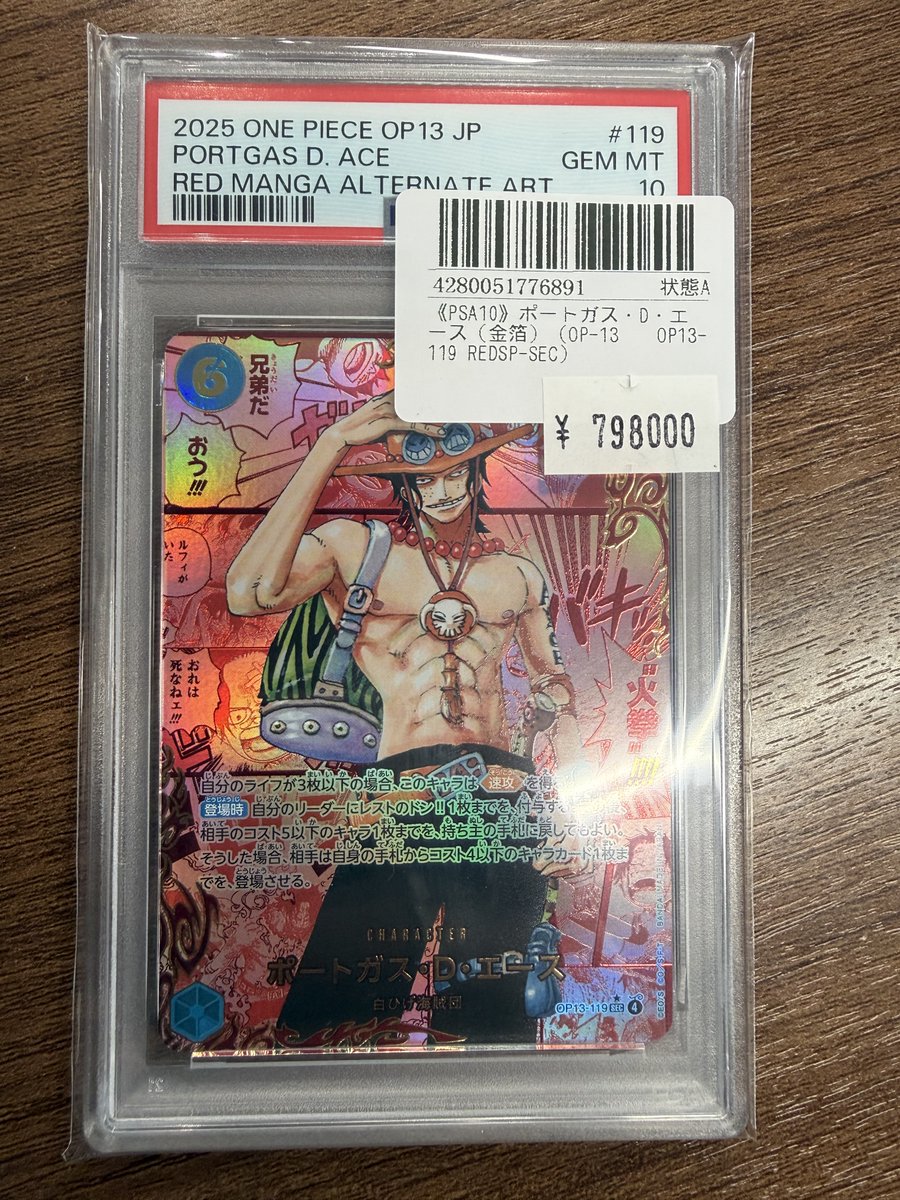 2025 ONE PIECE OP13 JP #119
PORTGAS D. ACE GEM MT
RED MANGA ALTERNATE ART 10
4280051776891 状態A
《PSA10》ポートガス・D・エ
ース(金箔) (OP-13 OP13-
119 REDSP-SEC)
¥ 798000
6
兄弟だ
きょうだい
おう!!!
ルフィが
いた
バキッ
"火拳"
おれは
死なねェ!!!
自分のライフが3枚以下の場合、このキャラは 速攻 を得
登場時 自分のリーダーにレストのドン!!1枚までを、付与す
相手のコスト5以下のキャラ1枚までを、持ち主の手札に戻してもよい。
そうした場合、相手は自身の手札からコスト4以下のキャラカード1枚ま
でを、登場させる。
CHARACTER
ポートガス・D・エース
白ひげ海賊団
OP13-119 SEC 4